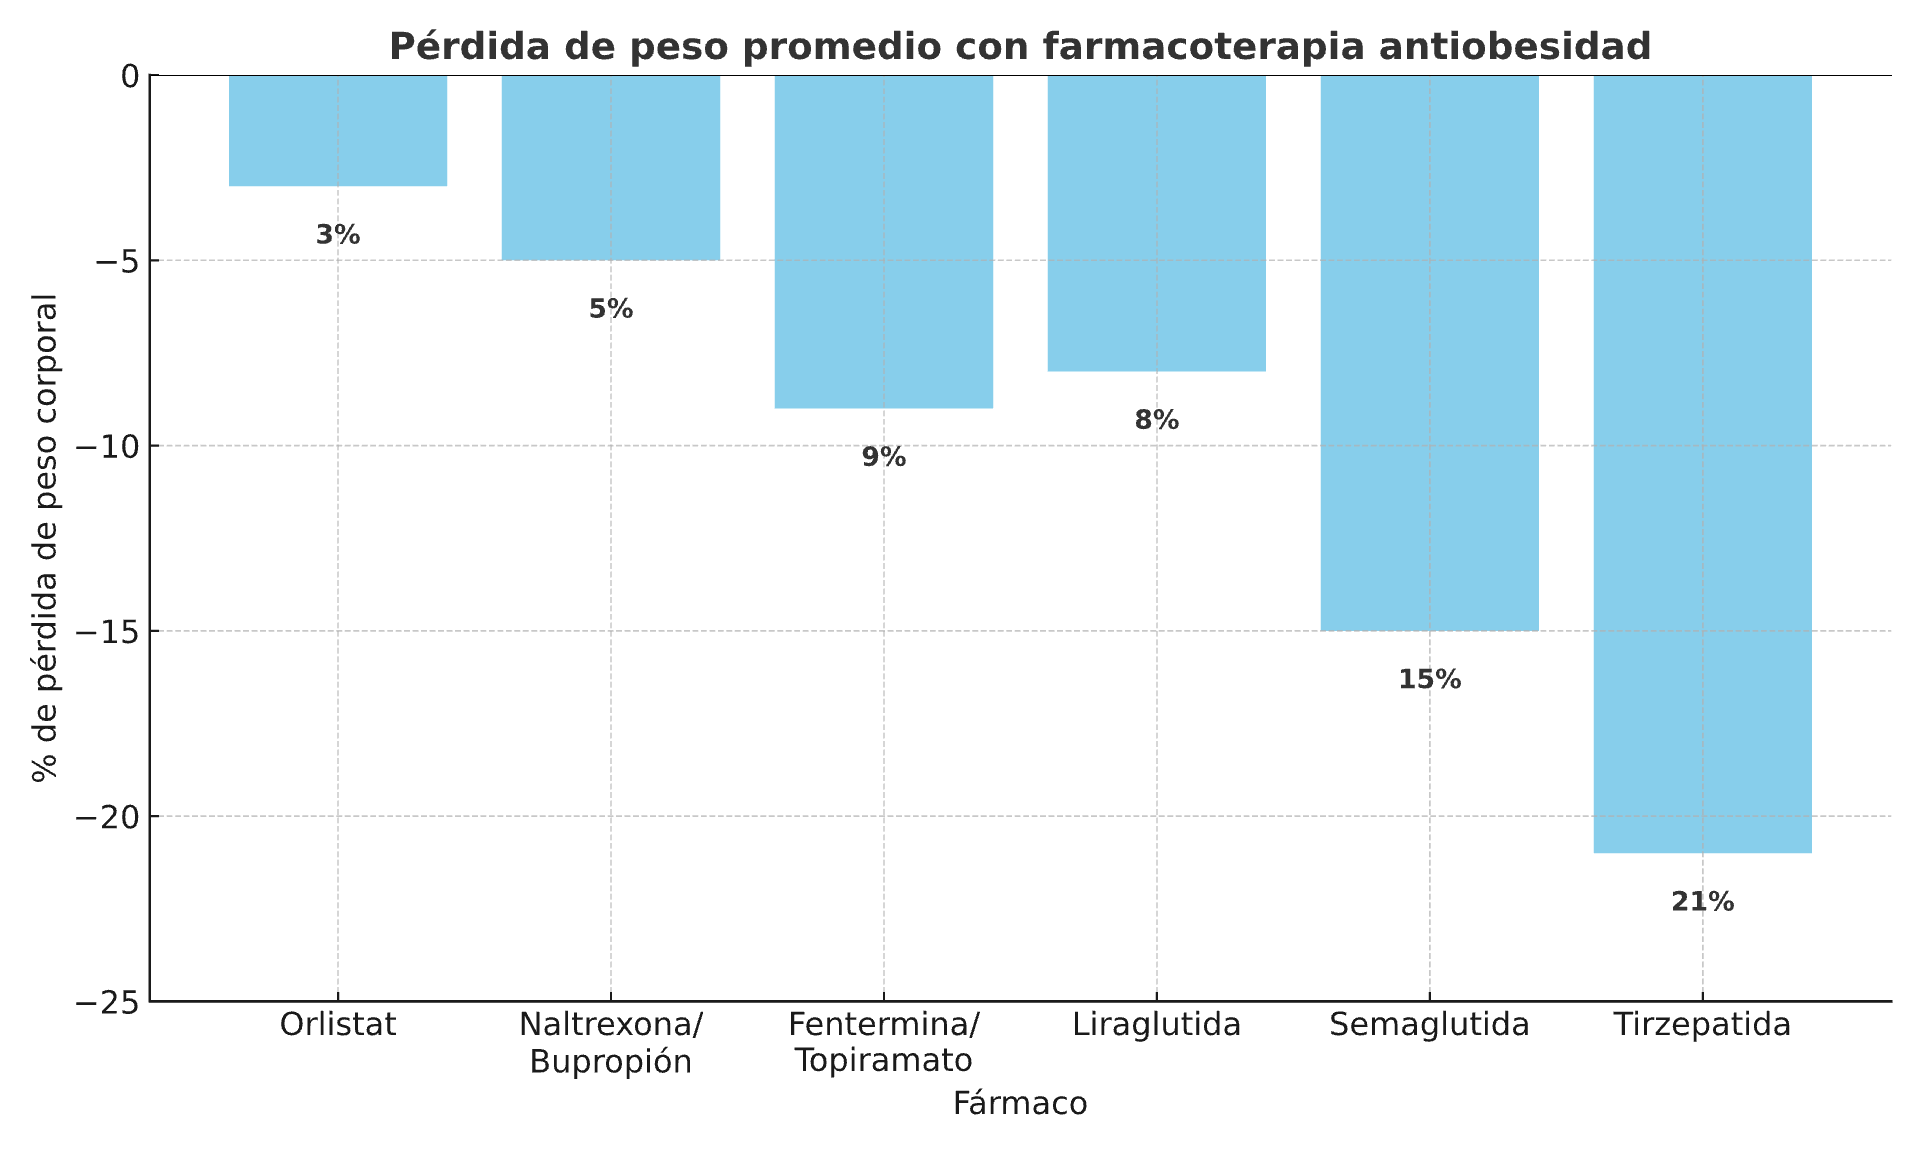 Pérdida de peso promedio con farmacoterapia antiobesidad
% de pérdida de peso corporal
0
−5
−10
−15
−20
−25
3%
5%
9%
8%
15%
21%
Orlistat
Naltrexona/
Bupropión
Fentermina/
Topiramato
Liraglutida
Semaglutida
Tirzepatida
Fármaco